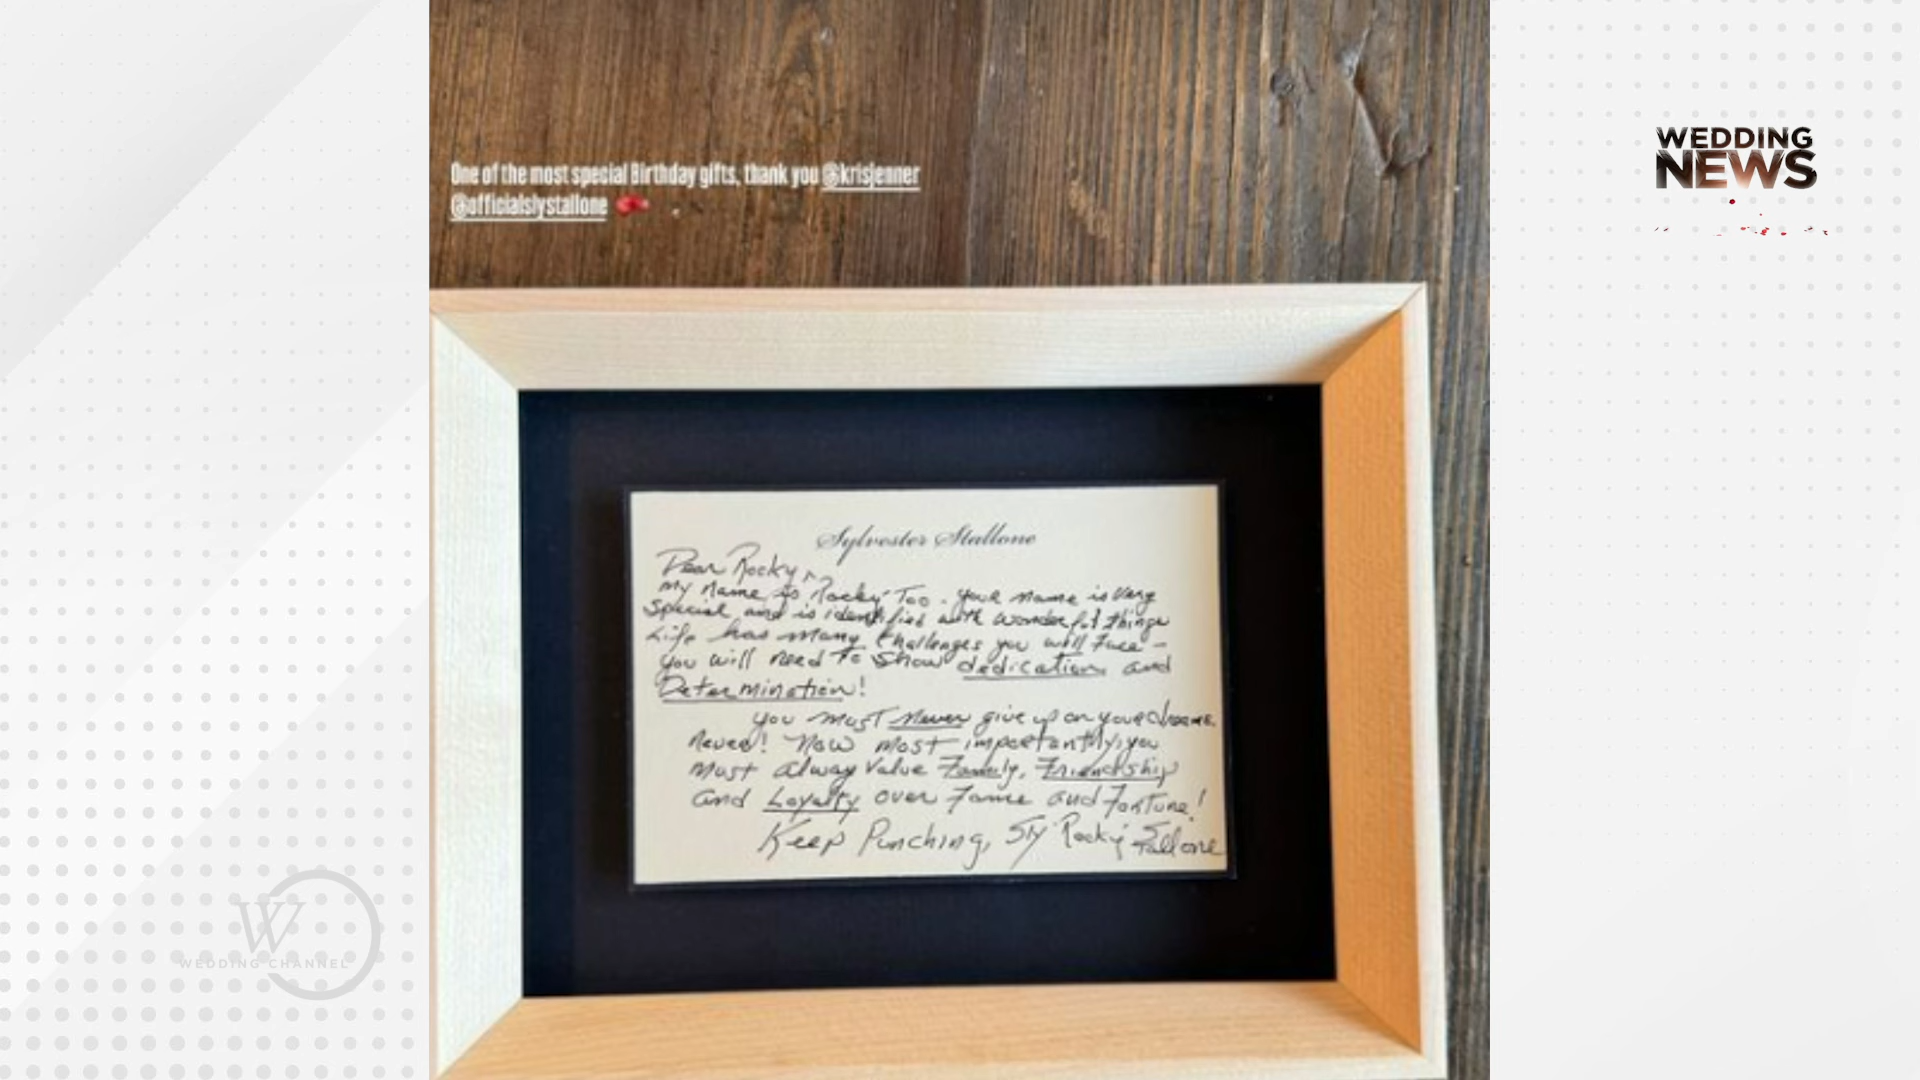 One of the most special Birthday gifts, thank you @krisjenner
@officialslystallone
WEDDING
NEWS
Sylvester Stallone
Dear Rocky,
My Name is 'Rocky' Too. Your name is Very
Special and is identified with wonderful things
Life has many Challenges you will Face –
You will need To Show dedication and
Determination!
You must Never give up on your dreams.
Never! Now most importantly, you
Must alway Value Family, Friendship
and Loyalty over Fame and Fortune!
Keep Punching, Sly 'Rocky' Stallone
W
WEDDING CHANNEL